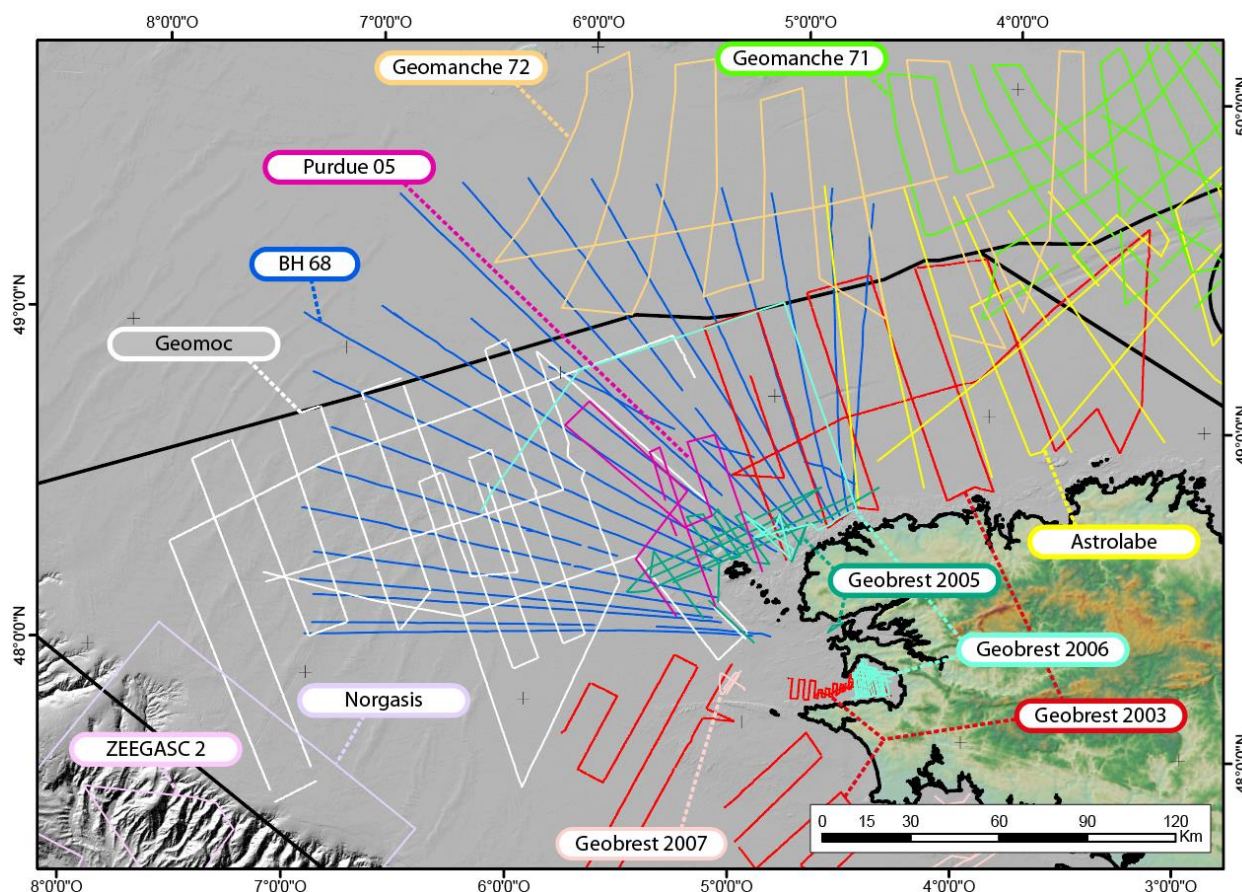 8°0'0"O 7°0'0"O 6°0'0"O 5°0'0"O 4°0'0"O
Geomanche 72
Geomanche 71
50°0'0"N
Purdue 05
BH 68
49°0'0"N
Geomoc
49°0'0"N
Astrolabe
Geobrest 2005
48°0'0"N
Geobrest 2006
Norgasis
Geobrest 2003
ZEEGASC 2
48°0'0"N
0 15 30 60 90 120
Km
Geobrest 2007
8°0'0"O 7°0'0"O 6°0'0"O 5°0'0"O 4°0'0"O 3°0'0"O